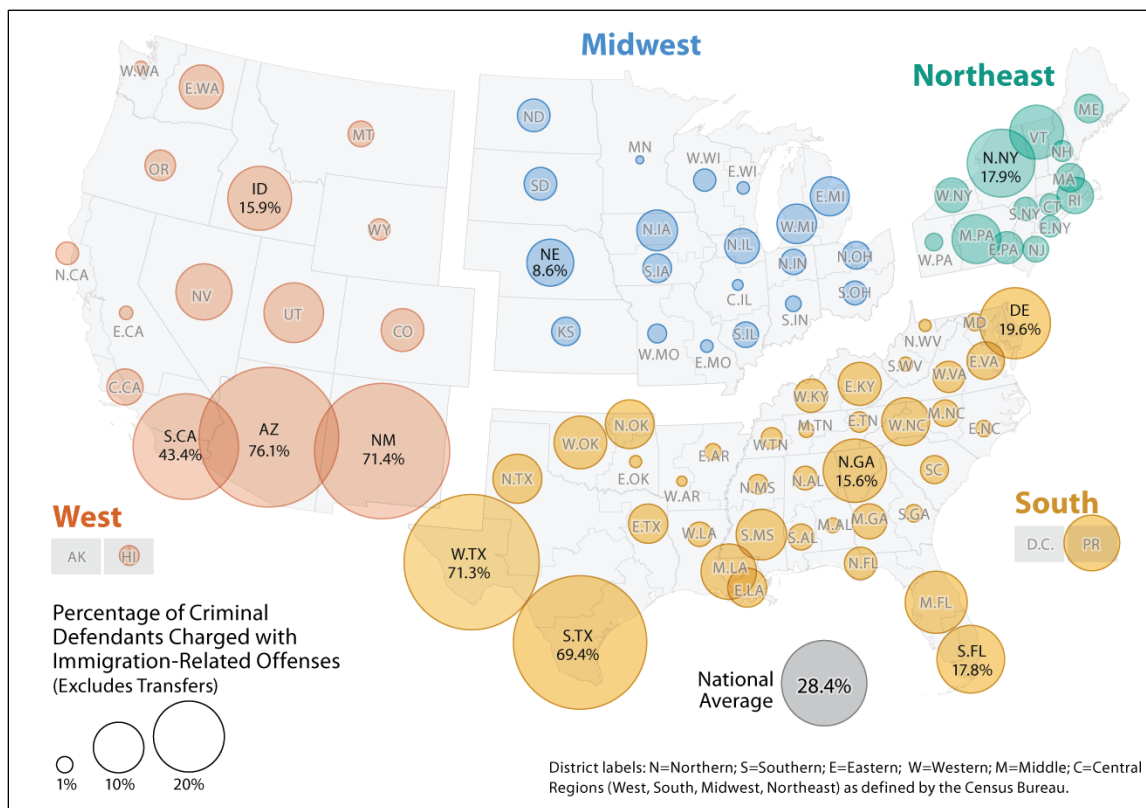 Midwest
Northeast
W.WA
E.WA
MT
OR
ID
15.9%
WY
N.CA
NV
UT
CO
E.CA
C.CA
S.CA
43.4%
AZ
76.1%
NM
71.4%
West
AK
HI
ND
MN
W.WI
E.WI
SD
E.MI
N.IA
W.MI
NE
8.6%
N.IL
S.IA
N.IN
N.OH
C.IL
S.OH
S.IN
KS
W.MO
E.MO
S.IL
ME
VT
NH
N.NY
17.9%
MA
W.NY
RI
CT
S.NY
E.NY
M.PA
W.PA
E.PA
NJ
DE
19.6%
MD
N.WV
E.VA
S.WV
W.VA
E.KY
W.KY
M.NC
E.TN
W.NC
E.NC
M.TN
W.TN
N.OK
W.OK
E.AR
E.OK
N.TX
W.AR
N.GA
15.6%
SC
N.AL
N.MS
E.TX
W.LA
S.MS
S.AL
M.AL
M.GA
S.GA
N.FL
M.LA
E.LA
M.FL
S.FL
17.8%
W.TX
71.3%
S.TX
69.4%
South
D.C.
PR
Percentage of Criminal
Defendants Charged with
Immigration-Related Offenses
(Excludes Transfers)
1%
10%
20%
National
Average
28.4%
District labels: N=Northern; S=Southern; E=Eastern; W=Western; M=Middle; C=Central
Regions (West, South, Midwest, Northeast) as defined by the Census Bureau.